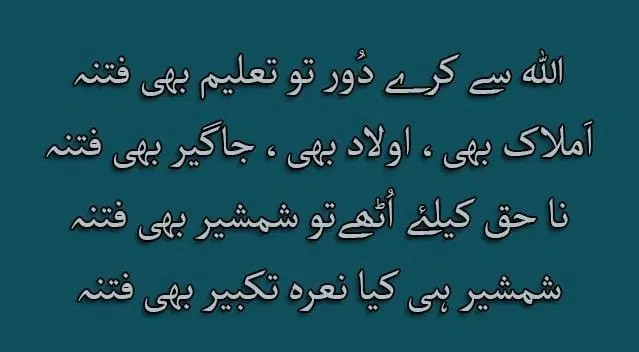 اللہ سے کرے دُور تو تعلیم بھی فتنہ
اَملاک بھی ، اولاد بھی ، جاگیر بھی فتنہ
نا حق کیلئے اُٹھے تو شمشیر بھی فتنہ
شمشیر ہی کیا نعرہ تکبیر بھی فتنہ